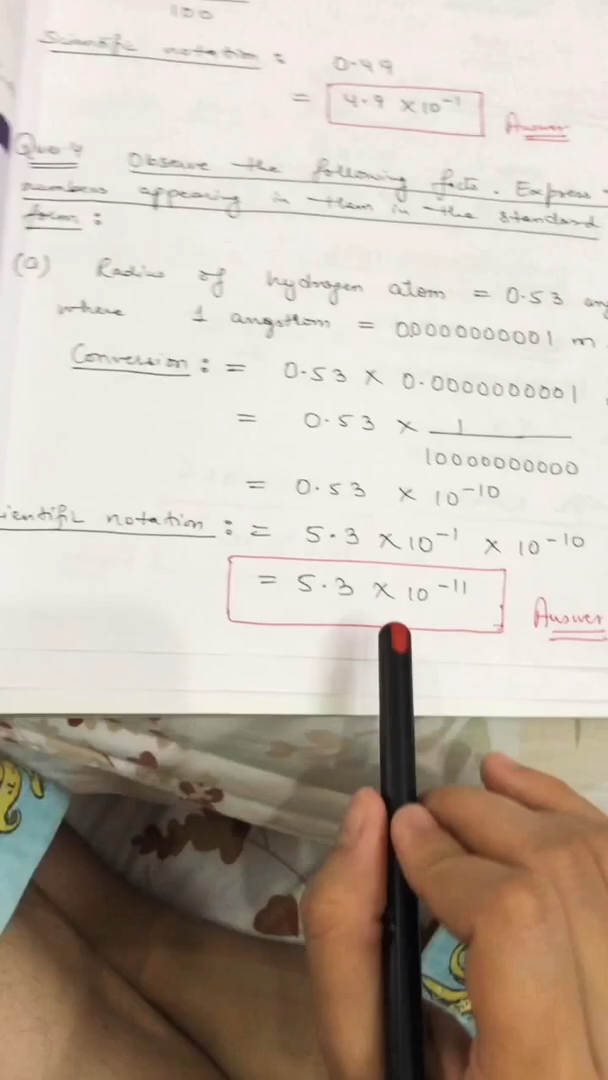 100
Scientific notation : 0.49
= 4.9 × 10⁻¹ Answer
Que 4 Observe the following facts. Express
numbers appearing in them in the standard
form :
(a) Radius of hydrogen atom = 0.53 ang
where 1 angstrom = 0.0000000001 m
Conversion : = 0.53 × 0.0000000001
= 0.53 × 1
10000000000
= 0.53 × 10⁻¹⁰
ientific notation : = 5.3 × 10⁻¹ × 10⁻¹⁰
= 5.3 × 10⁻¹¹ Answer